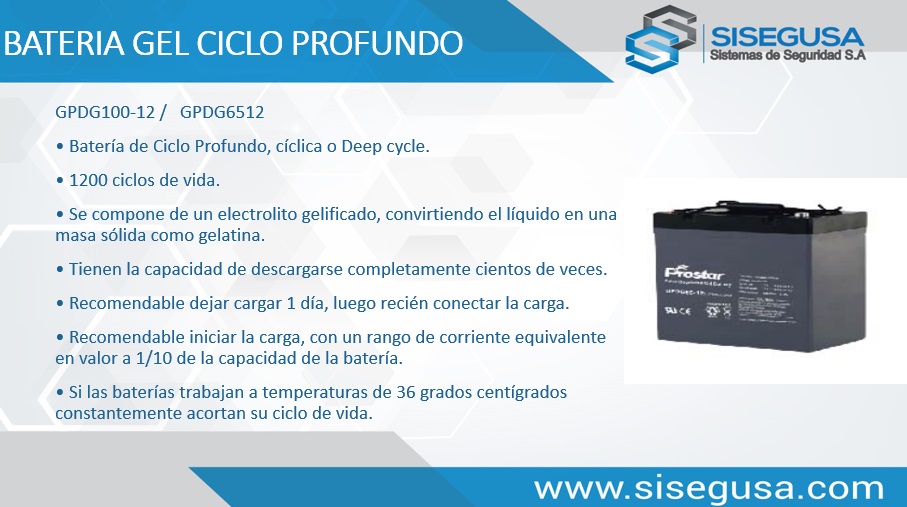 BATERIA GEL CICLO PROFUNDO
SISEGUSA
Sistemas de Seguridad S.A
GPDG100-12 / GPDG6512
• Batería de Ciclo Profundo, cíclica o Deep cycle.
• 1200 ciclos de vida.
• Se compone de un electrolito gelificado, convirtiendo el líquido en una
masa sólida como gelatina.
• Tienen la capacidad de descargarse completamente cientos de veces.
• Recomendable dejar cargar 1 día, luego recién conectar la carga.
• Recomendable iniciar la carga, con un rango de corriente equivalente
en valor a 1/10 de la capacidad de la batería.
• Si las baterías trabajan a temperaturas de 36 grados centígrados
constantemente acortan su ciclo de vida.
Prostar
www.sisegusa.com